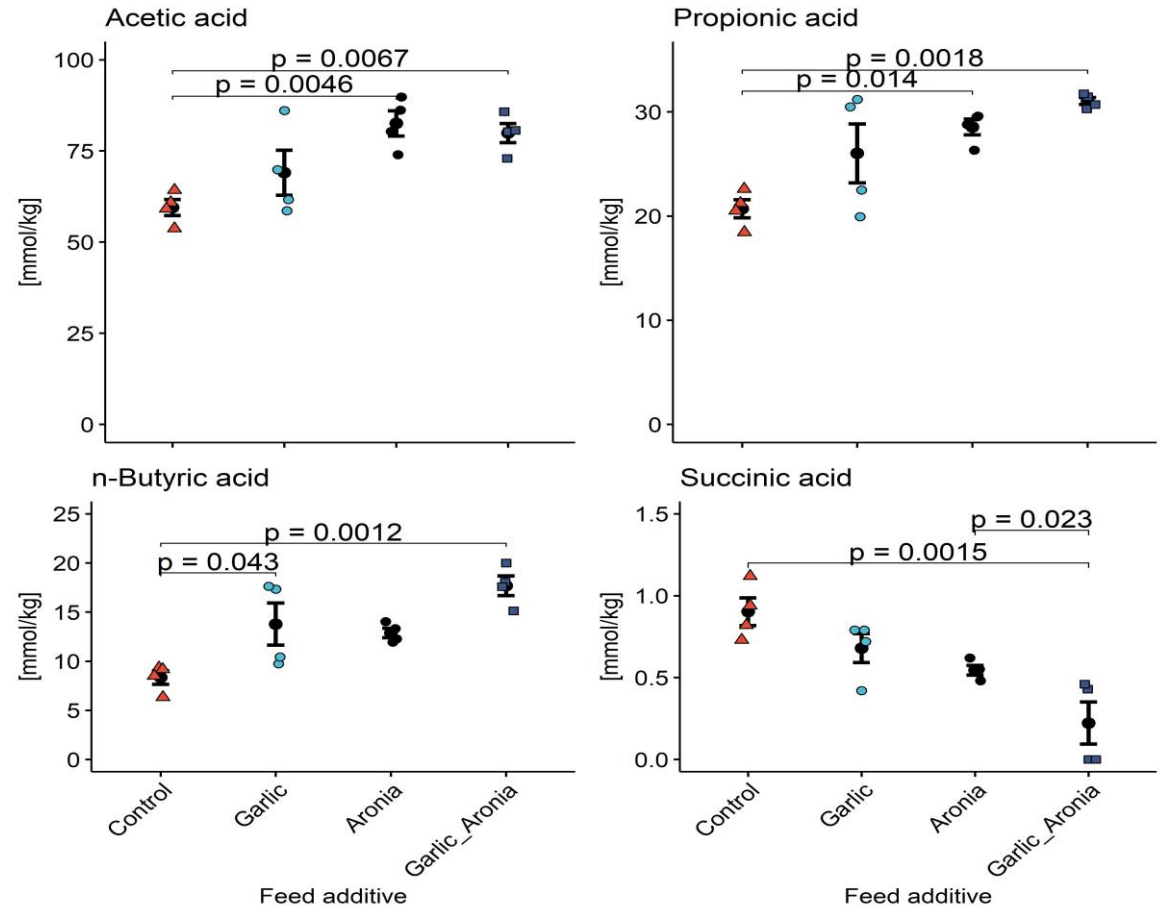 Acetic acid
100
75
50
25
0
[mmol/kg]
p = 0.0067
p = 0.0046
Propionic acid
30
20
10
0
[mmol/kg]
p = 0.0018
p = 0.014
n-Butyric acid
25
20
15
10
5
0
[mmol/kg]
p = 0.0012
p = 0.043
Control
Garlic
Aronia
Garlic_Aronia
Feed additive
Succinic acid
1.5
1.0
0.5
0.0
[mmol/kg]
p = 0.023
p = 0.0015
Control
Garlic
Aronia
Garlic_Aronia
Feed additive